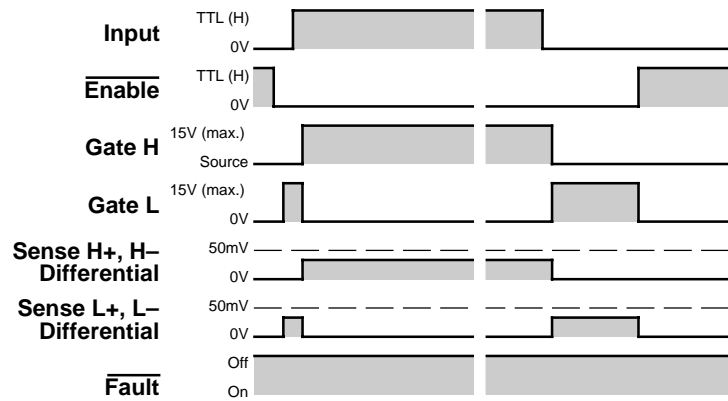 Input
TTL (H)
0V
Enable
TTL (H)
0V
Gate H
15V (max.)
Source
Gate L
15V (max.)
0V
Sense H+, H–
Differential
50mV
0V
Sense L+, L–
Differential
50mV
0V
Fault
Off
On